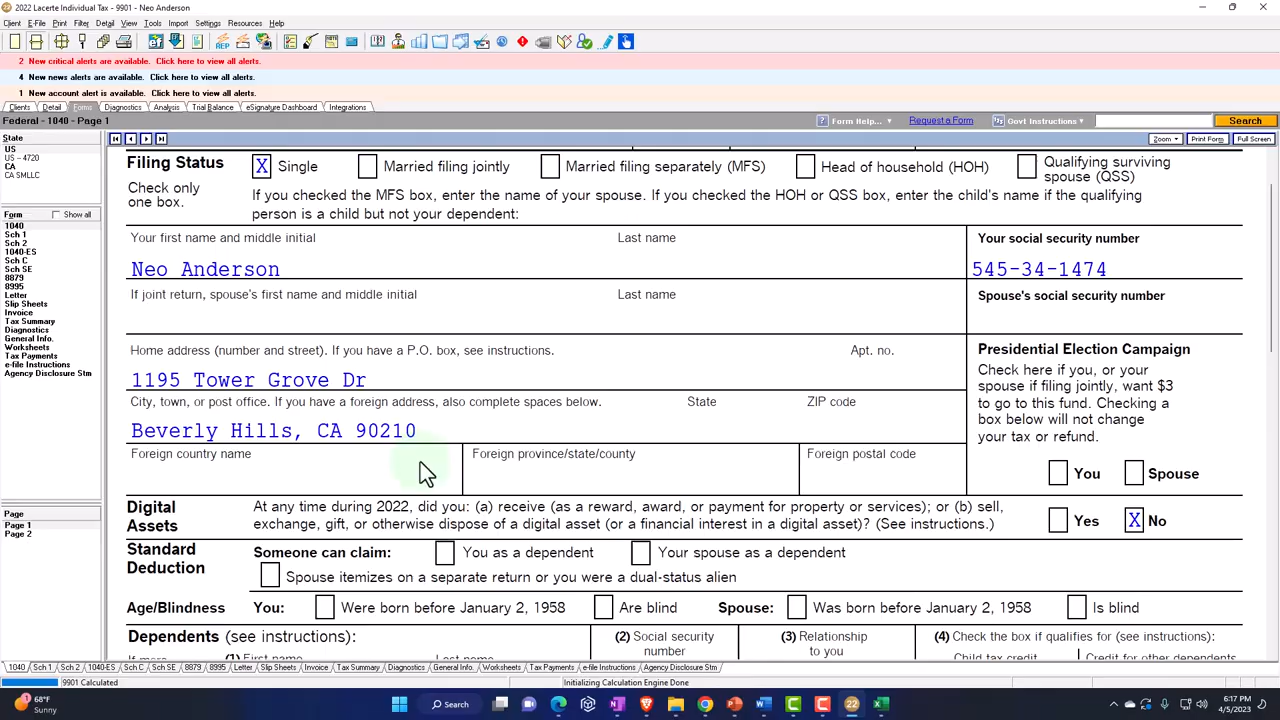 2022 Lacerte Individual Tax - 9901 - Neo Anderson
Client E-File Print Filter Detail View Tools Import Settings Resources Help
2 New critical alerts are available. Click here to view all alerts.
4 New news alerts are available. Click here to view all alerts.
1 New account alert is available. Click here to view all alerts.
Clients Detail Forms Diagnostics Analysis Trial Balance eSignature Dashboard Integrations
Federal - 1040 - Page 1 Form Help... Request a Form Govt Instructions Search
Zoom Print Form Full Screen
State
US
US - 4720
CA
CA SMLLC
Form Show all
1040
Sch 1
Sch 2
1040-ES
Sch C
Sch SE
8879
8995
Letter
Slip Sheets
Invoice
Tax Summary
Diagnostics
General Info.
Worksheets
Tax Payments
e-file Instructions
Agency Disclosure Stm
Page
Page 1
Page 2
Filing Status X Single Married filing jointly Married filing separately (MFS) Head of household (HOH) Qualifying surviving
spouse (QSS)
Check only
one box.
If you checked the MFS box, enter the name of your spouse. If you checked the HOH or QSS box, enter the child's name if the qualifying
person is a child but not your dependent:
Your first name and middle initial Last name Your social security number
Neo Anderson 545-34-1474
If joint return, spouse's first name and middle initial Last name Spouse's social security number
Home address (number and street). If you have a P.O. box, see instructions. Apt. no.
1195 Tower Grove Dr
City, town, or post office. If you have a foreign address, also complete spaces below. State ZIP code
Beverly Hills, CA 90210
Foreign country name Foreign province/state/county Foreign postal code
Presidential Election Campaign
Check here if you, or your
spouse if filing jointly, want $3
to go to this fund. Checking a
box below will not change
your tax or refund.
You Spouse
Digital
Assets
At any time during 2022, did you: (a) receive (as a reward, award, or payment for property or services); or (b) sell,
exchange, gift, or otherwise dispose of a digital asset (or a financial interest in a digital asset)? (See instructions.) Yes X No
Standard
Deduction
Someone can claim: You as a dependent Your spouse as a dependent
Spouse itemizes on a separate return or you were a dual-status alien
Age/Blindness You: Were born before January 2, 1958 Are blind Spouse: Was born before January 2, 1958 Is blind
Dependents (see instructions): (2) Social security (3) Relationship (4) Check the box if qualifies for (see instructions):
number to you
If more (1) First name Last name Child tax credit Credit for other dependents
1040 Sch 1 Sch 2 1040-ES Sch C Sch SE 8879 8995 Letter Slip Sheets Invoice Tax Summary Diagnostics General Info. Worksheets Tax Payments e-file Instructions Agency Disclosure Stm
9901 Calculated Initializing Calculation Engine Done
68°F
Sunny
Search
6:17 PM
4/5/2023